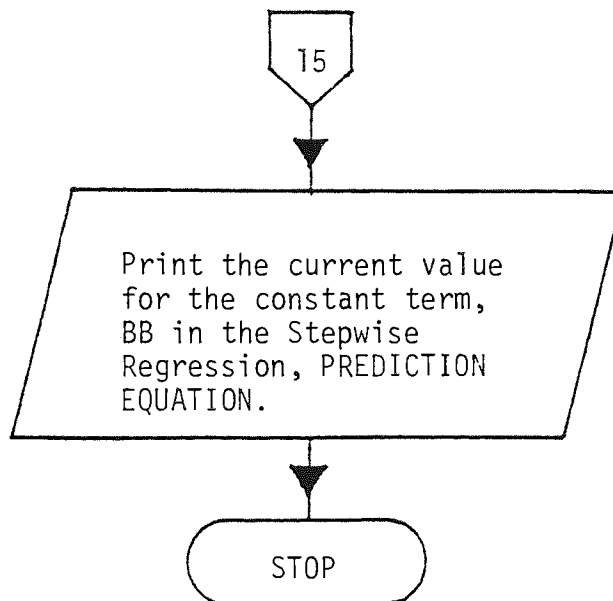 15
Print the current value
for the constant term,
BB in the Stepwise
Regression, PREDICTION
EQUATION.
STOP